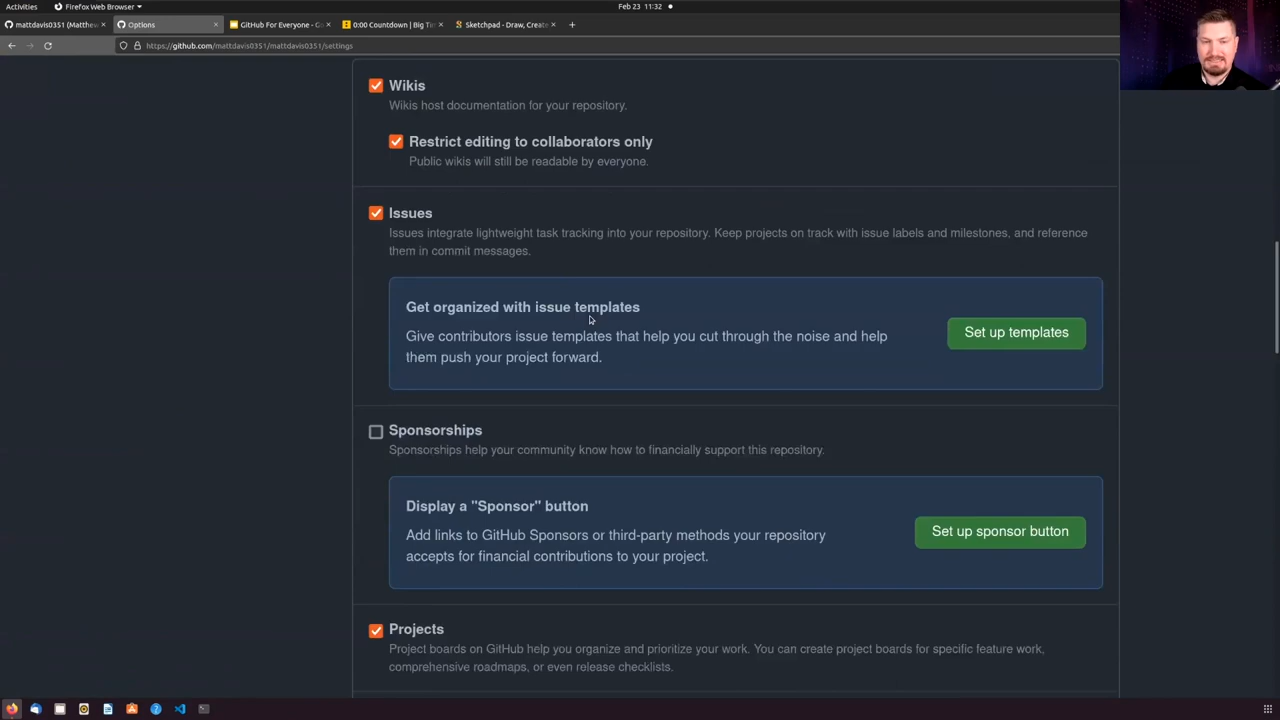 Activities
Firefox Web Browser
Feb 23 11:32
mattdavis0351 (Matthew
Options
GitHub For Everyone - Go
0:00 Countdown | Big Ti
Sketchpad - Draw, Create
https://github.com/mattdavis0351/mattdavis0351/settings
Wikis
Wikis host documentation for your repository.
Restrict editing to collaborators only
Public wikis will still be readable by everyone.
Issues
Issues integrate lightweight task tracking into your repository. Keep projects on track with issue labels and milestones, and reference
them in commit messages.
Get organized with issue templates
Give contributors issue templates that help you cut through the noise and help
them push your project forward.
Set up templates
Sponsorships
Sponsorships help your community know how to financially support this repository.
Display a "Sponsor" button
Add links to GitHub Sponsors or third-party methods your repository
accepts for financial contributions to your project.
Set up sponsor button
Projects
Project boards on GitHub help you organize and prioritize your work. You can create project boards for specific feature work,
comprehensive roadmaps, or even release checklists.